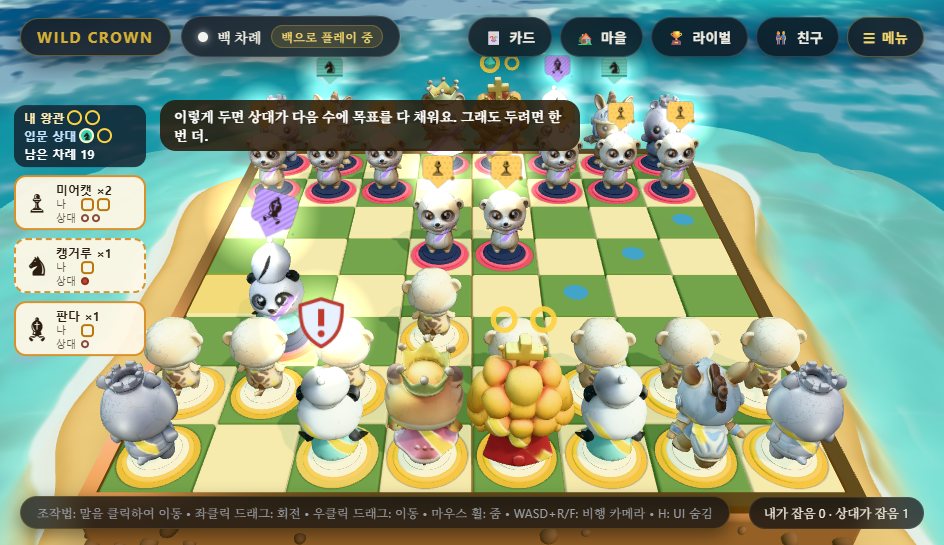 WILD CROWN
백 차례
백으로 플레이 중
카드
마을
라이벌
친구
메뉴
내 왕관
입문 상대
남은 차례 19
이렇게 두면 상대가 다음 수에 목표를 다 채워요. 그래도 두려면 한
번 더.
미어캣 ×2
나
상대
캥거루 ×1
나
상대
판다 ×1
나
상대
조작법: 말을 클릭하여 이동 • 좌클릭 드래그: 회전 • 우클릭 드래그: 이동 • 마우스 휠: 줌 • WASD+R/F: 비행 카메라 • H: UI 숨김
내가 잡음 0 · 상대가 잡음 1